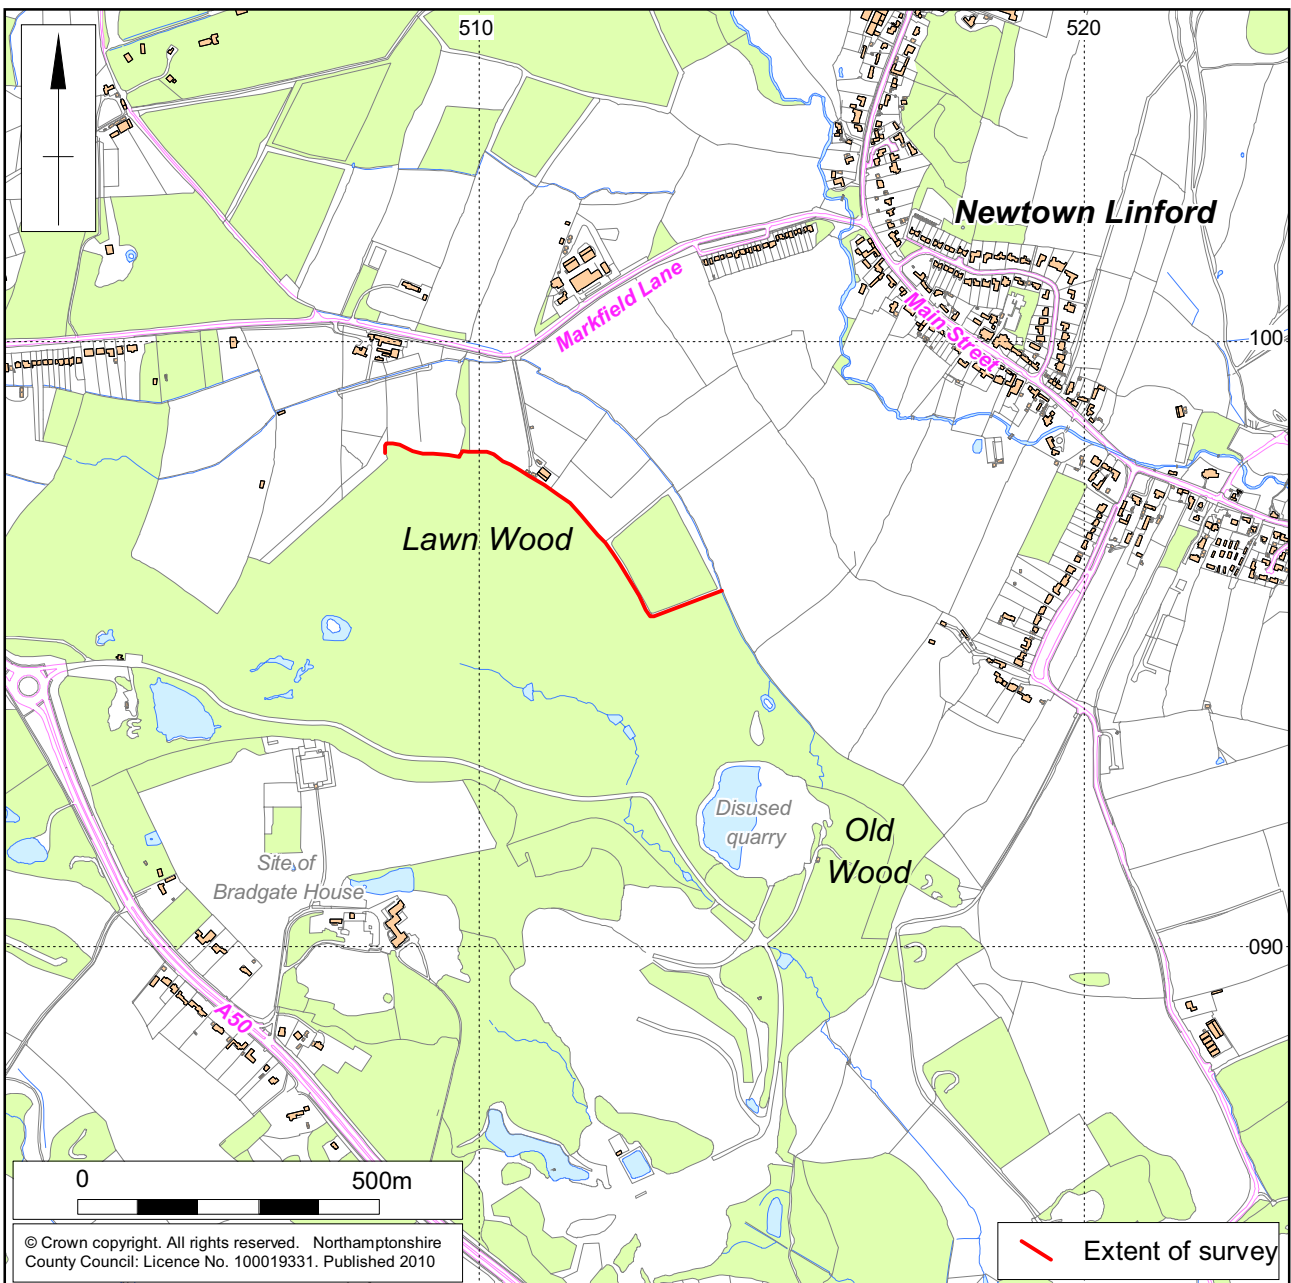 510
520
Newtown Linford
Markfield Lane
Main Street
100
Lawn Wood
Disused
quarry
Old
Wood
Site of
Bradgate House
090
A50
0 500m
© Crown copyright. All rights reserved. Northamptonshire
County Council: Licence No. 100019331. Published 2010
Extent of survey